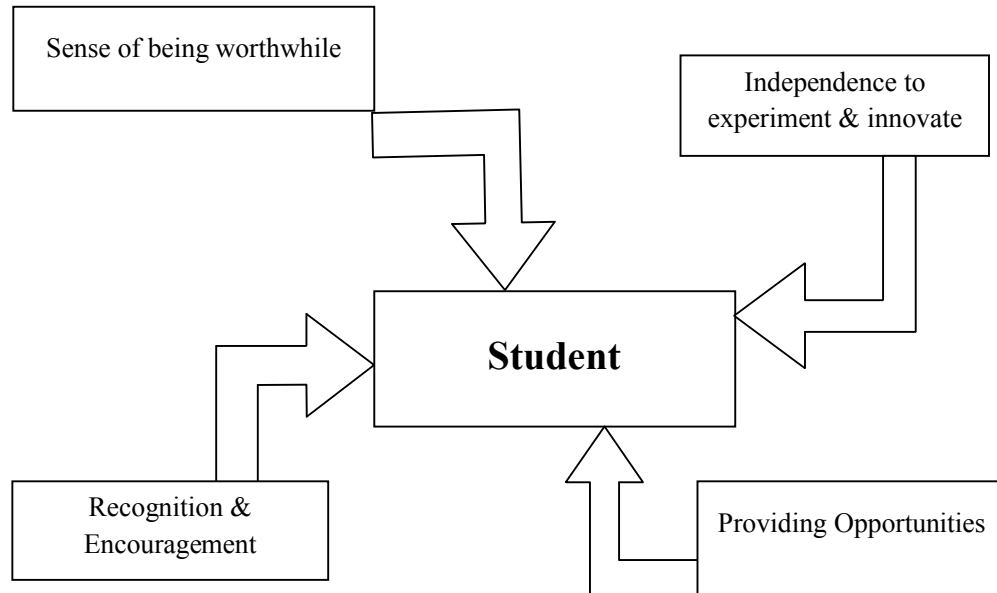 Sense of being worthwhile
Independence to
experiment & innovate
Student
Recognition &
Encouragement
Providing Opportunities